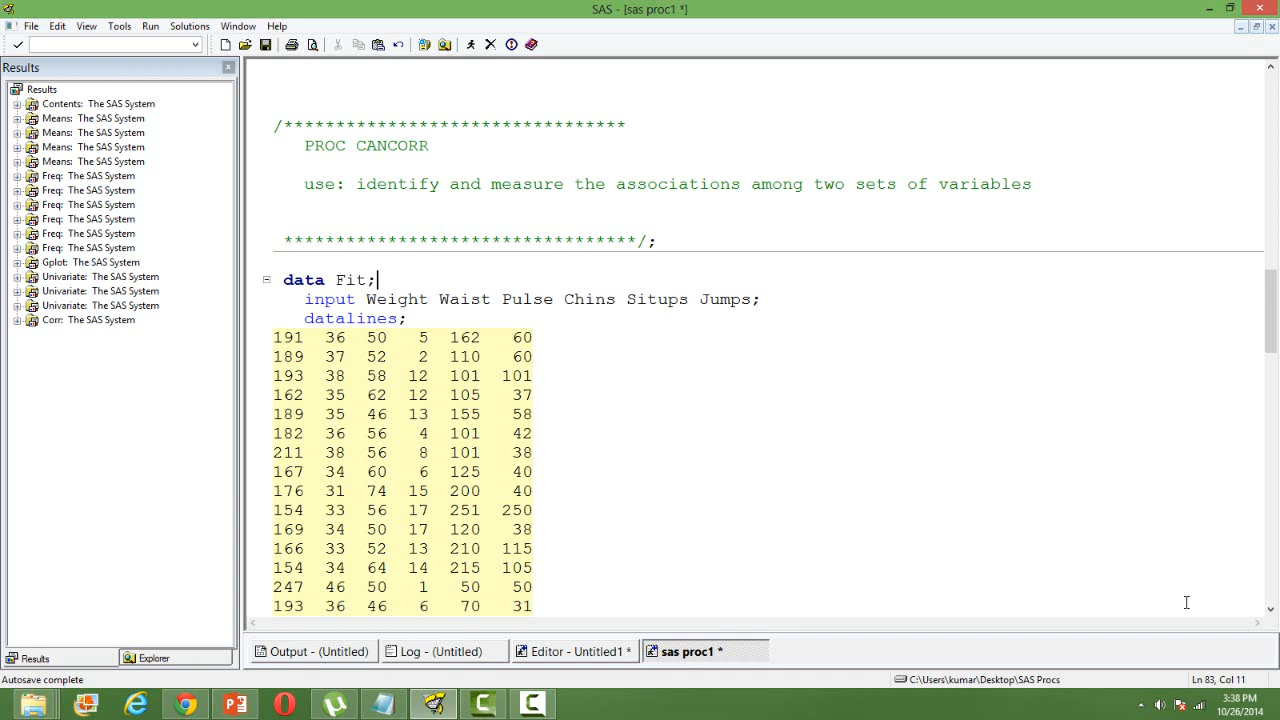 SAS - [sas proc1 *]
File Edit View Tools Run Solutions Window Help
Results
Results
Contents: The SAS System
Means: The SAS System
Means: The SAS System
Means: The SAS System
Means: The SAS System
Freq: The SAS System
Freq: The SAS System
Freq: The SAS System
Freq: The SAS System
Freq: The SAS System
Freq: The SAS System
Gplot: The SAS System
Univariate: The SAS System
Univariate: The SAS System
Univariate: The SAS System
Corr: The SAS System
Results Explorer
/*********************************
PROC CANCORR
use: identify and measure the associations among two sets of variables
**********************************/;
data Fit;
input Weight Waist Pulse Chins Situps Jumps;
datalines;
191 36 50 5 162 60
189 37 52 2 110 60
193 38 58 12 101 101
162 35 62 12 105 37
189 35 46 13 155 58
182 36 56 4 101 42
211 38 56 8 101 38
167 34 60 6 125 40
176 31 74 15 200 40
154 33 56 17 251 250
169 34 50 17 120 38
166 33 52 13 210 115
154 34 64 14 215 105
247 46 50 1 50 50
193 36 46 6 70 31
Output - (Untitled) Log - (Untitled) Editor - Untitled1 * sas proc1 *
Autosave complete C:\Users\kumar\Desktop\SAS Procs Ln 83, Col 11
3:38 PM
10/26/2014